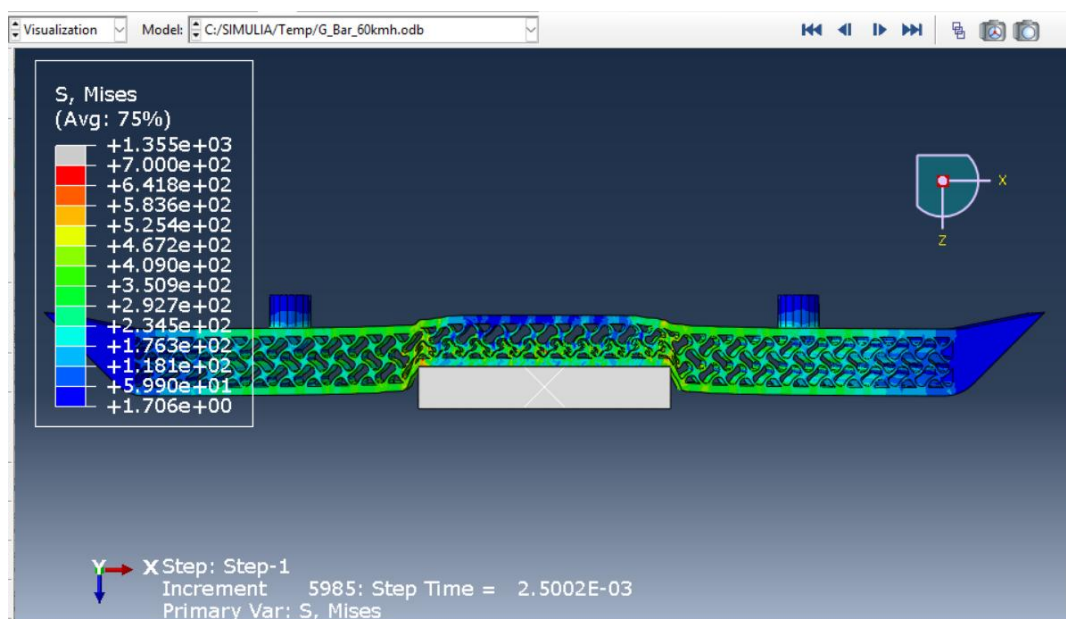 Visualization Model: C:/SIMULIA/Temp/G_Bar_60kmh.odb
S, Mises
(Avg: 75%)
+1.355e+03
+7.000e+02
+6.418e+02
+5.836e+02
+5.254e+02
+4.672e+02
+4.090e+02
+3.509e+02
+2.927e+02
+2.345e+02
+1.763e+02
+1.181e+02
+5.990e+01
+1.706e+00
X
Z
Y X
Step: Step-1
Increment 5985: Step Time = 2.5002E-03
Primary Var: S, Mises